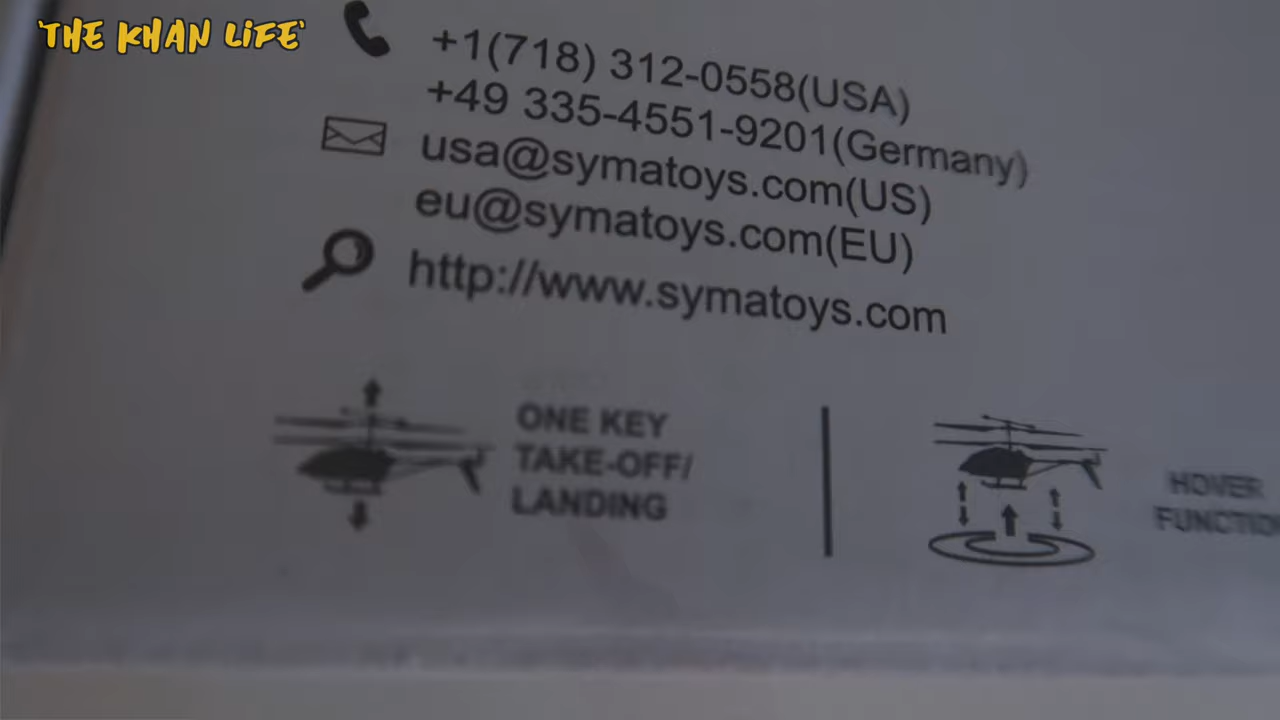 'THE KHAN LIFE'
+1(718) 312-0558(USA)
+49 335-4551-9201(Germany)
usa@symatoys.com(US)
eu@symatoys.com(EU)
http://www.symatoys.com
ONE KEY
TAKE-OFF/
LANDING
HOVER
FUNCTIO